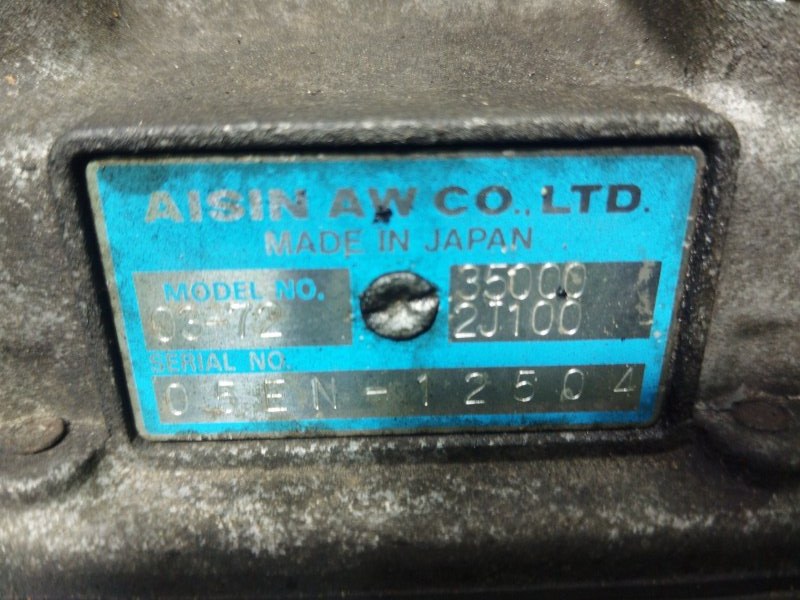 AISIN AW CO., LTD.
MADE IN JAPAN
MODEL NO.
03-72
35000
2J100
SERIAL NO.
05EN-12504